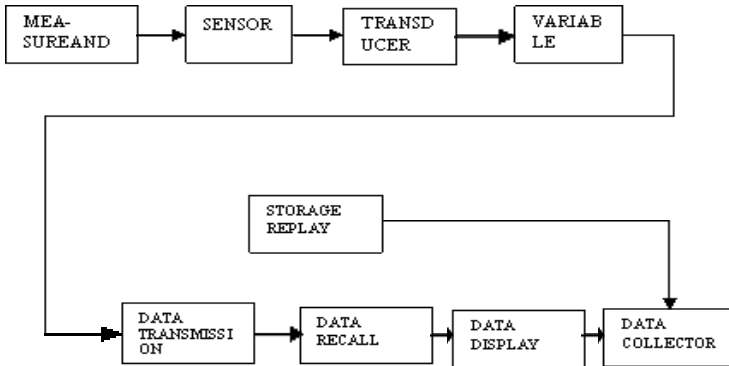 MEA-
SUREAND
SENSOR
TRANSD
UCER
VARIAB
LE
STORAGE
REPLAY
DATA
TRANSMISSI
ON
DATA
RECALL
DATA
DISPLAY
DATA
COLLECTOR